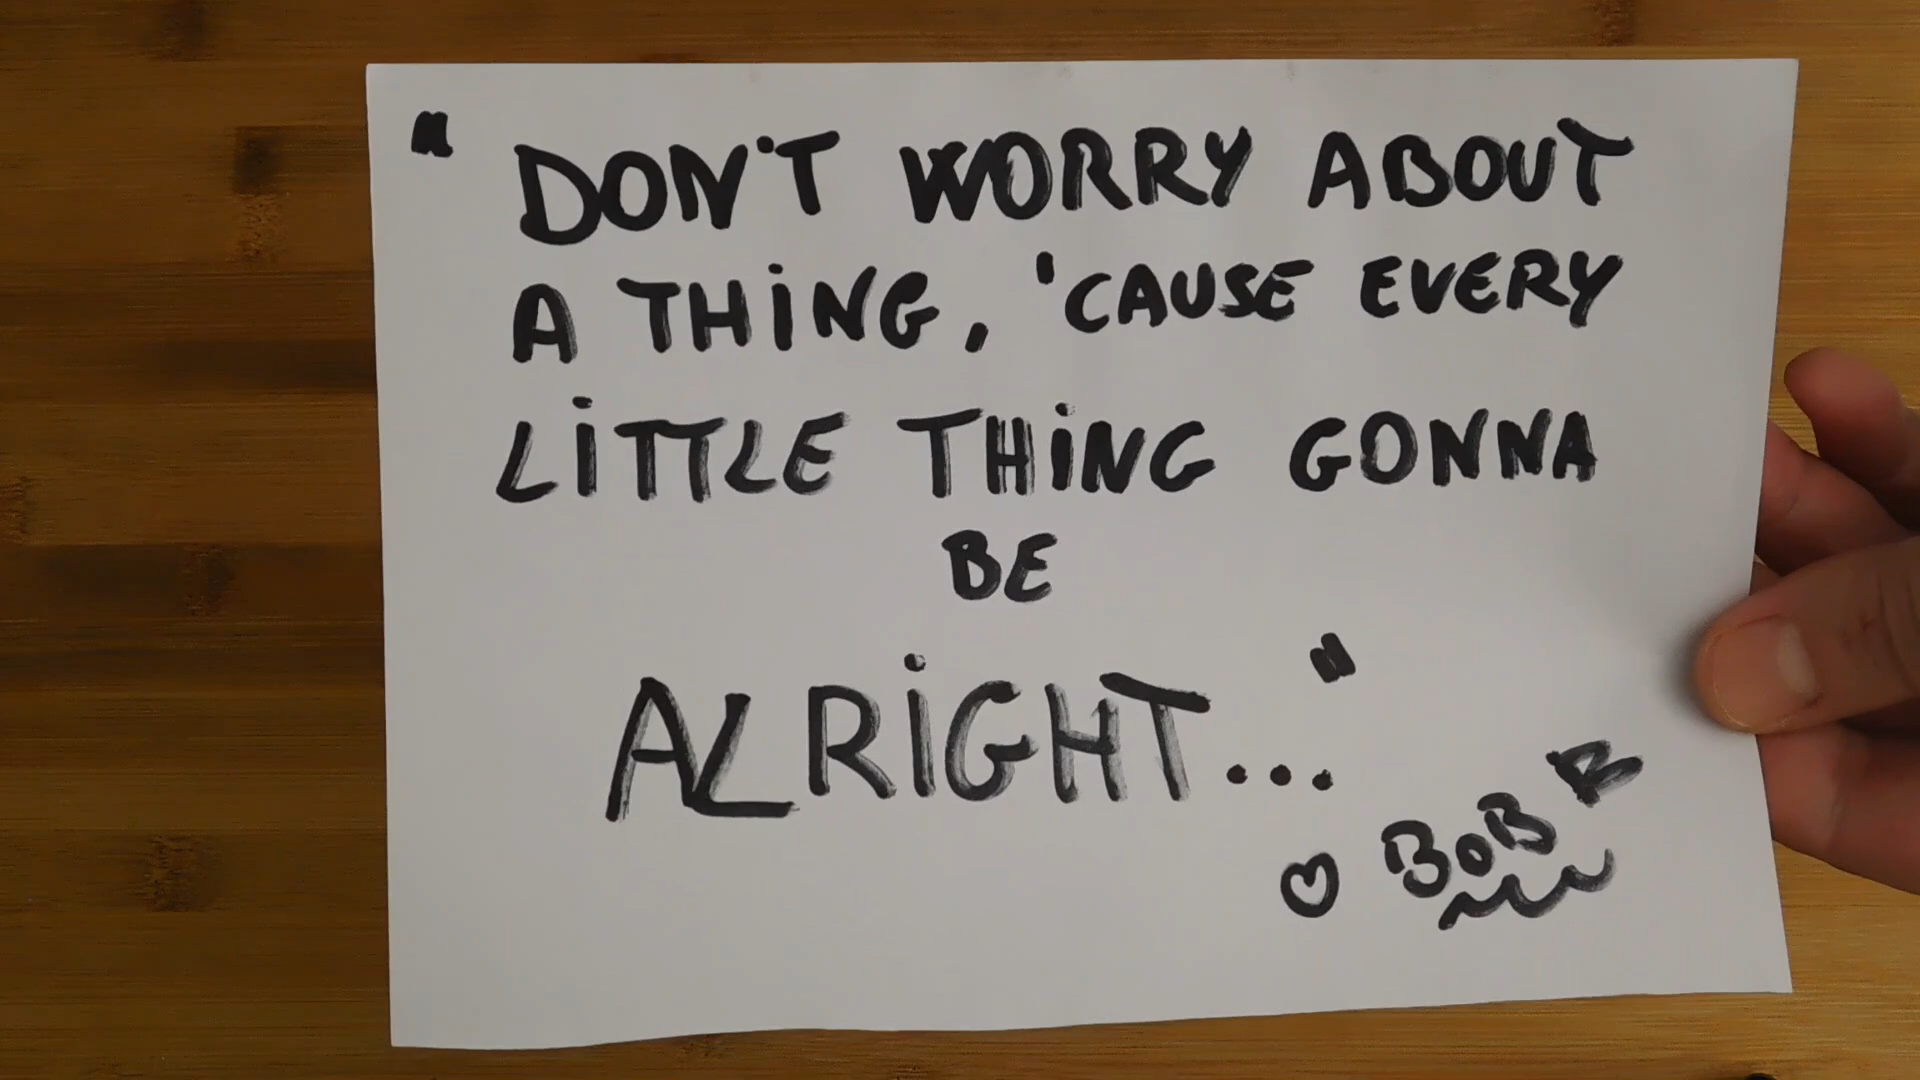 " DON'T WORRY ABOUT
A THING, 'CAUSE EVERY
LITTLE THING GONNA
BE
ALRIGHT..."
♡ BOB B